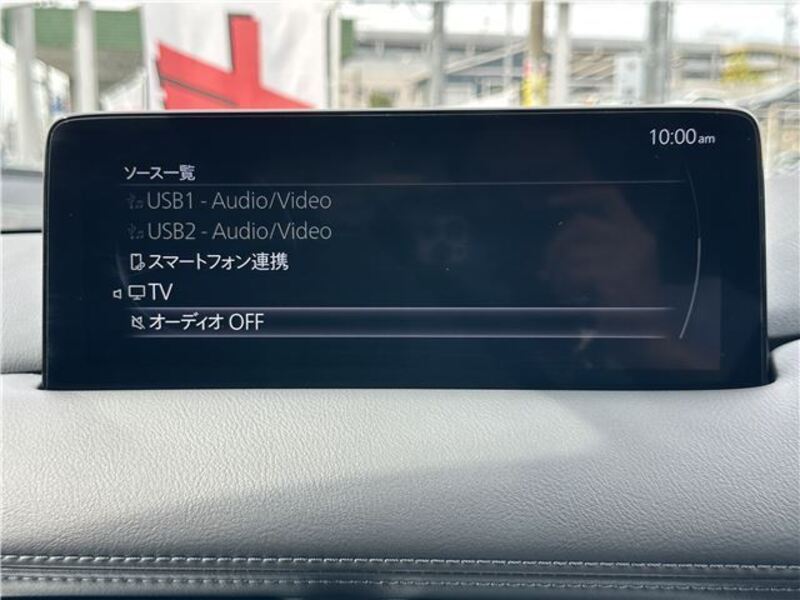 10:00am
ソース一覧
USB1 - Audio/Video
USB2 - Audio/Video
スマートフォン連携
TV
オーディオ OFF